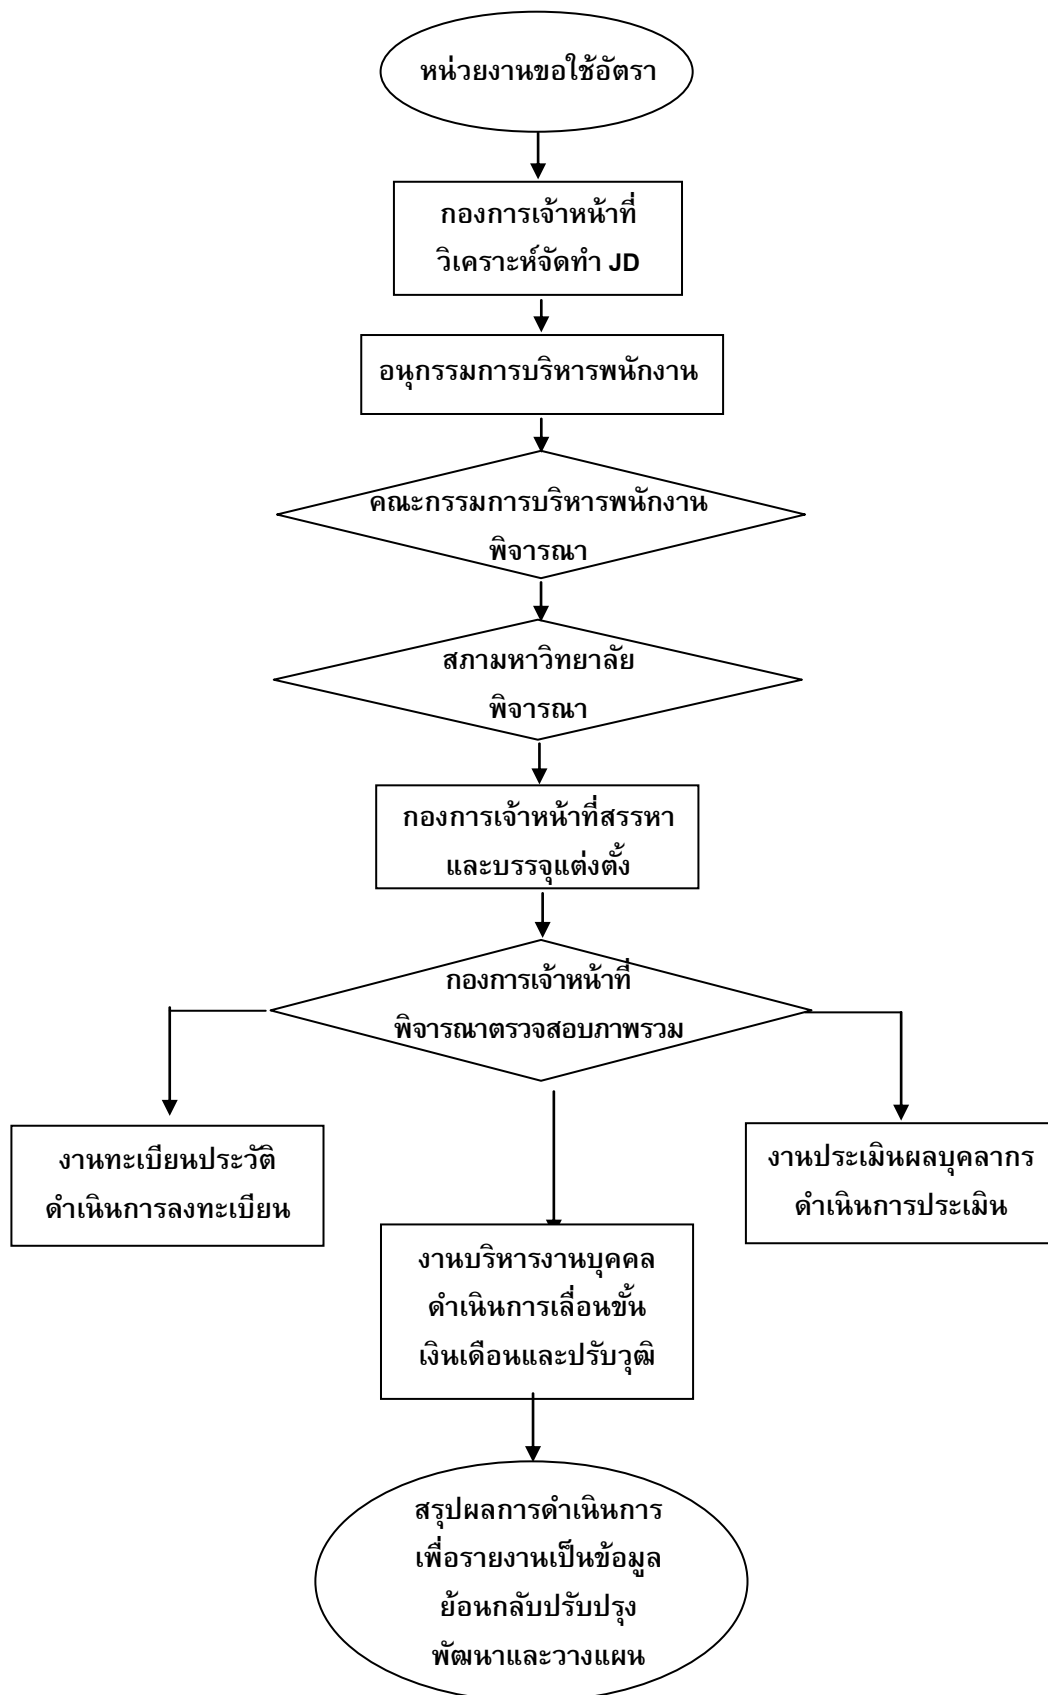 หน่วยงานขอใช้อัตรา
กองการเจ้าหน้าที่
วิเคราะห์จัดทำ JD
อนุกรรมการบริหารพนักงาน
คณะกรรมการบริหารพนักงาน
พิจารณา
สภามหาวิทยาลัย
พิจารณา
กองการเจ้าหน้าที่สรรหา
และบรรจุแต่งตั้ง
กองการเจ้าหน้าที่
พิจารณาตรวจสอบภาพรวม
งานทะเบียนประวัติ
ดำเนินการลงทะเบียน
งานประเมินผลบุคลากร
ดำเนินการประเมิน
งานบริหารงานบุคคล
ดำเนินการเลื่อนขั้น
เงินเดือนและปรับวุฒิ
สรุปผลการดำเนินการ
เพื่อรายงานเป็นข้อมูล
ย้อนกลับปรับปรุง
พัฒนาและวางแผน